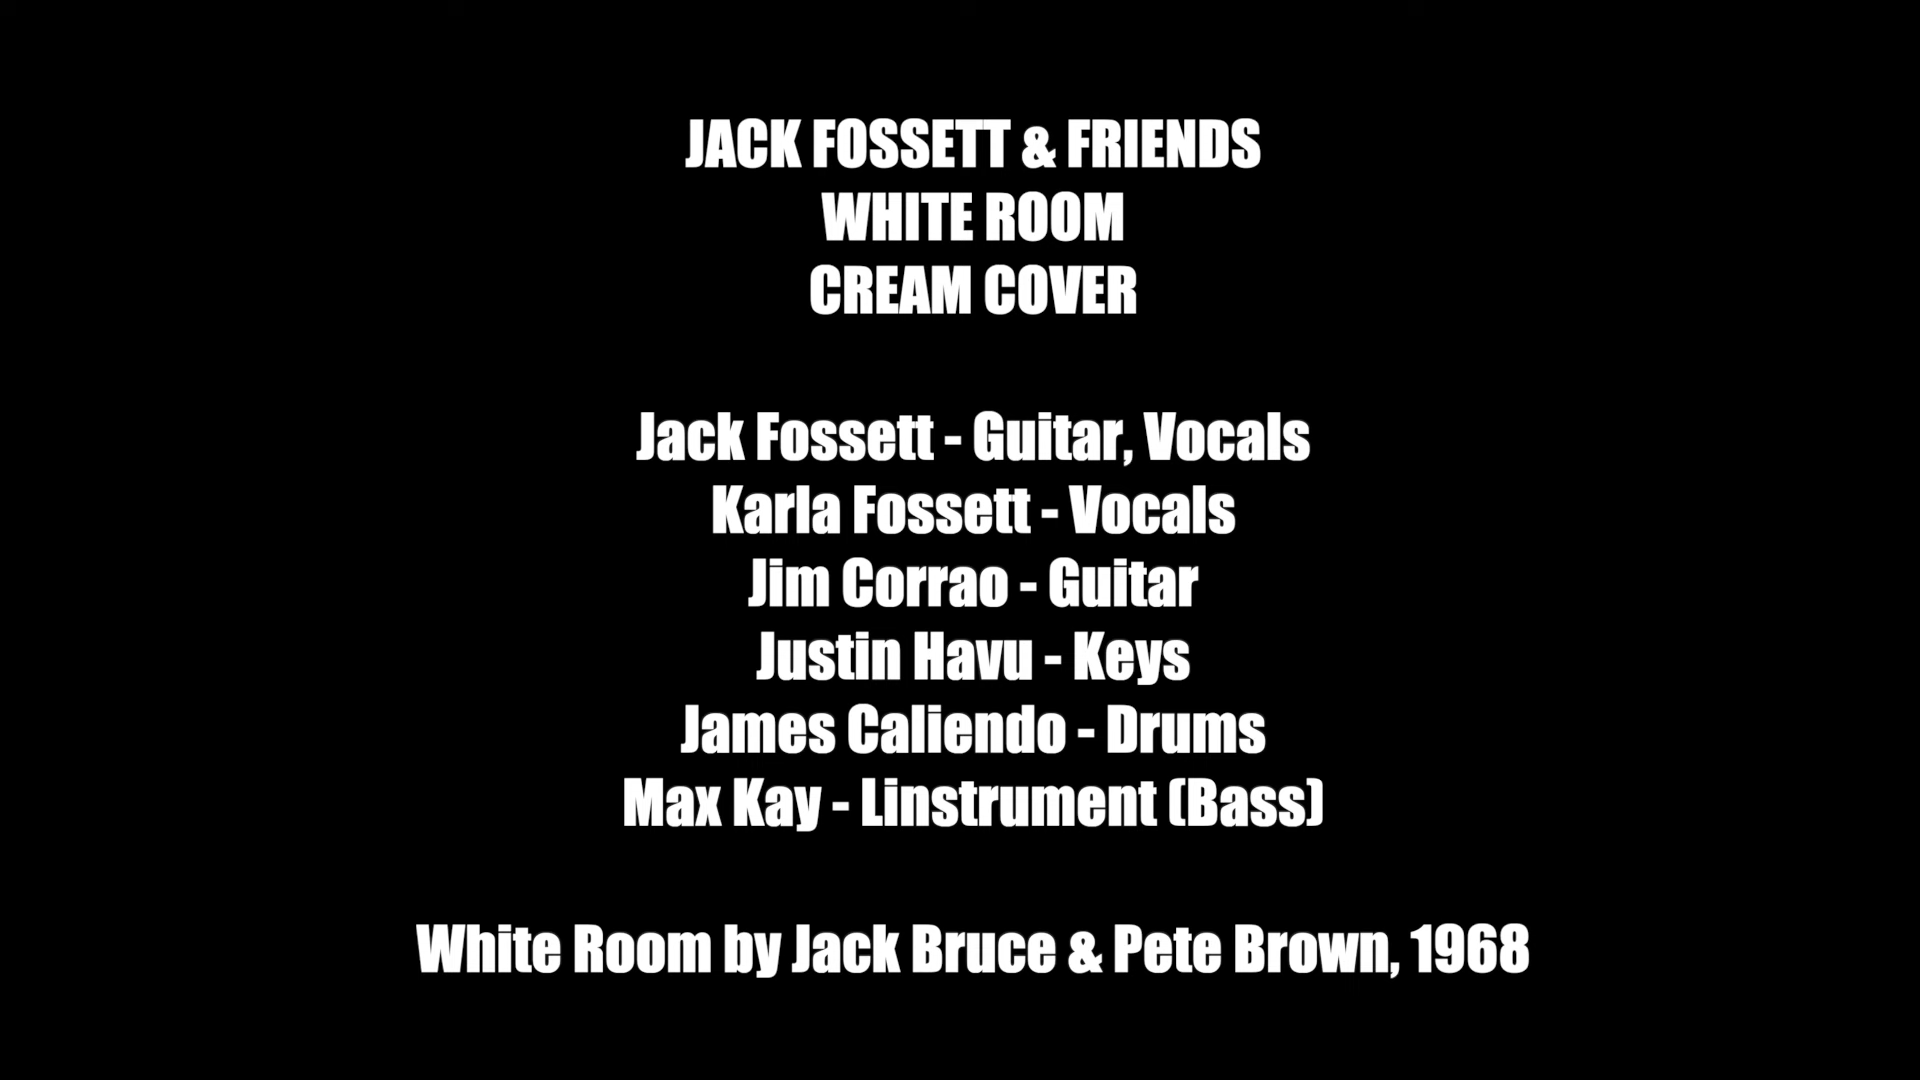 JACK FOSSETT & FRIENDS
WHITE ROOM
CREAM COVER
Jack Fossett - Guitar, Vocals
Karla Fossett - Vocals
Jim Corrao - Guitar
Justin Havu - Keys
James Caliendo - Drums
Max Kay - Linstrument (Bass)
White Room by Jack Bruce & Pete Brown, 1968